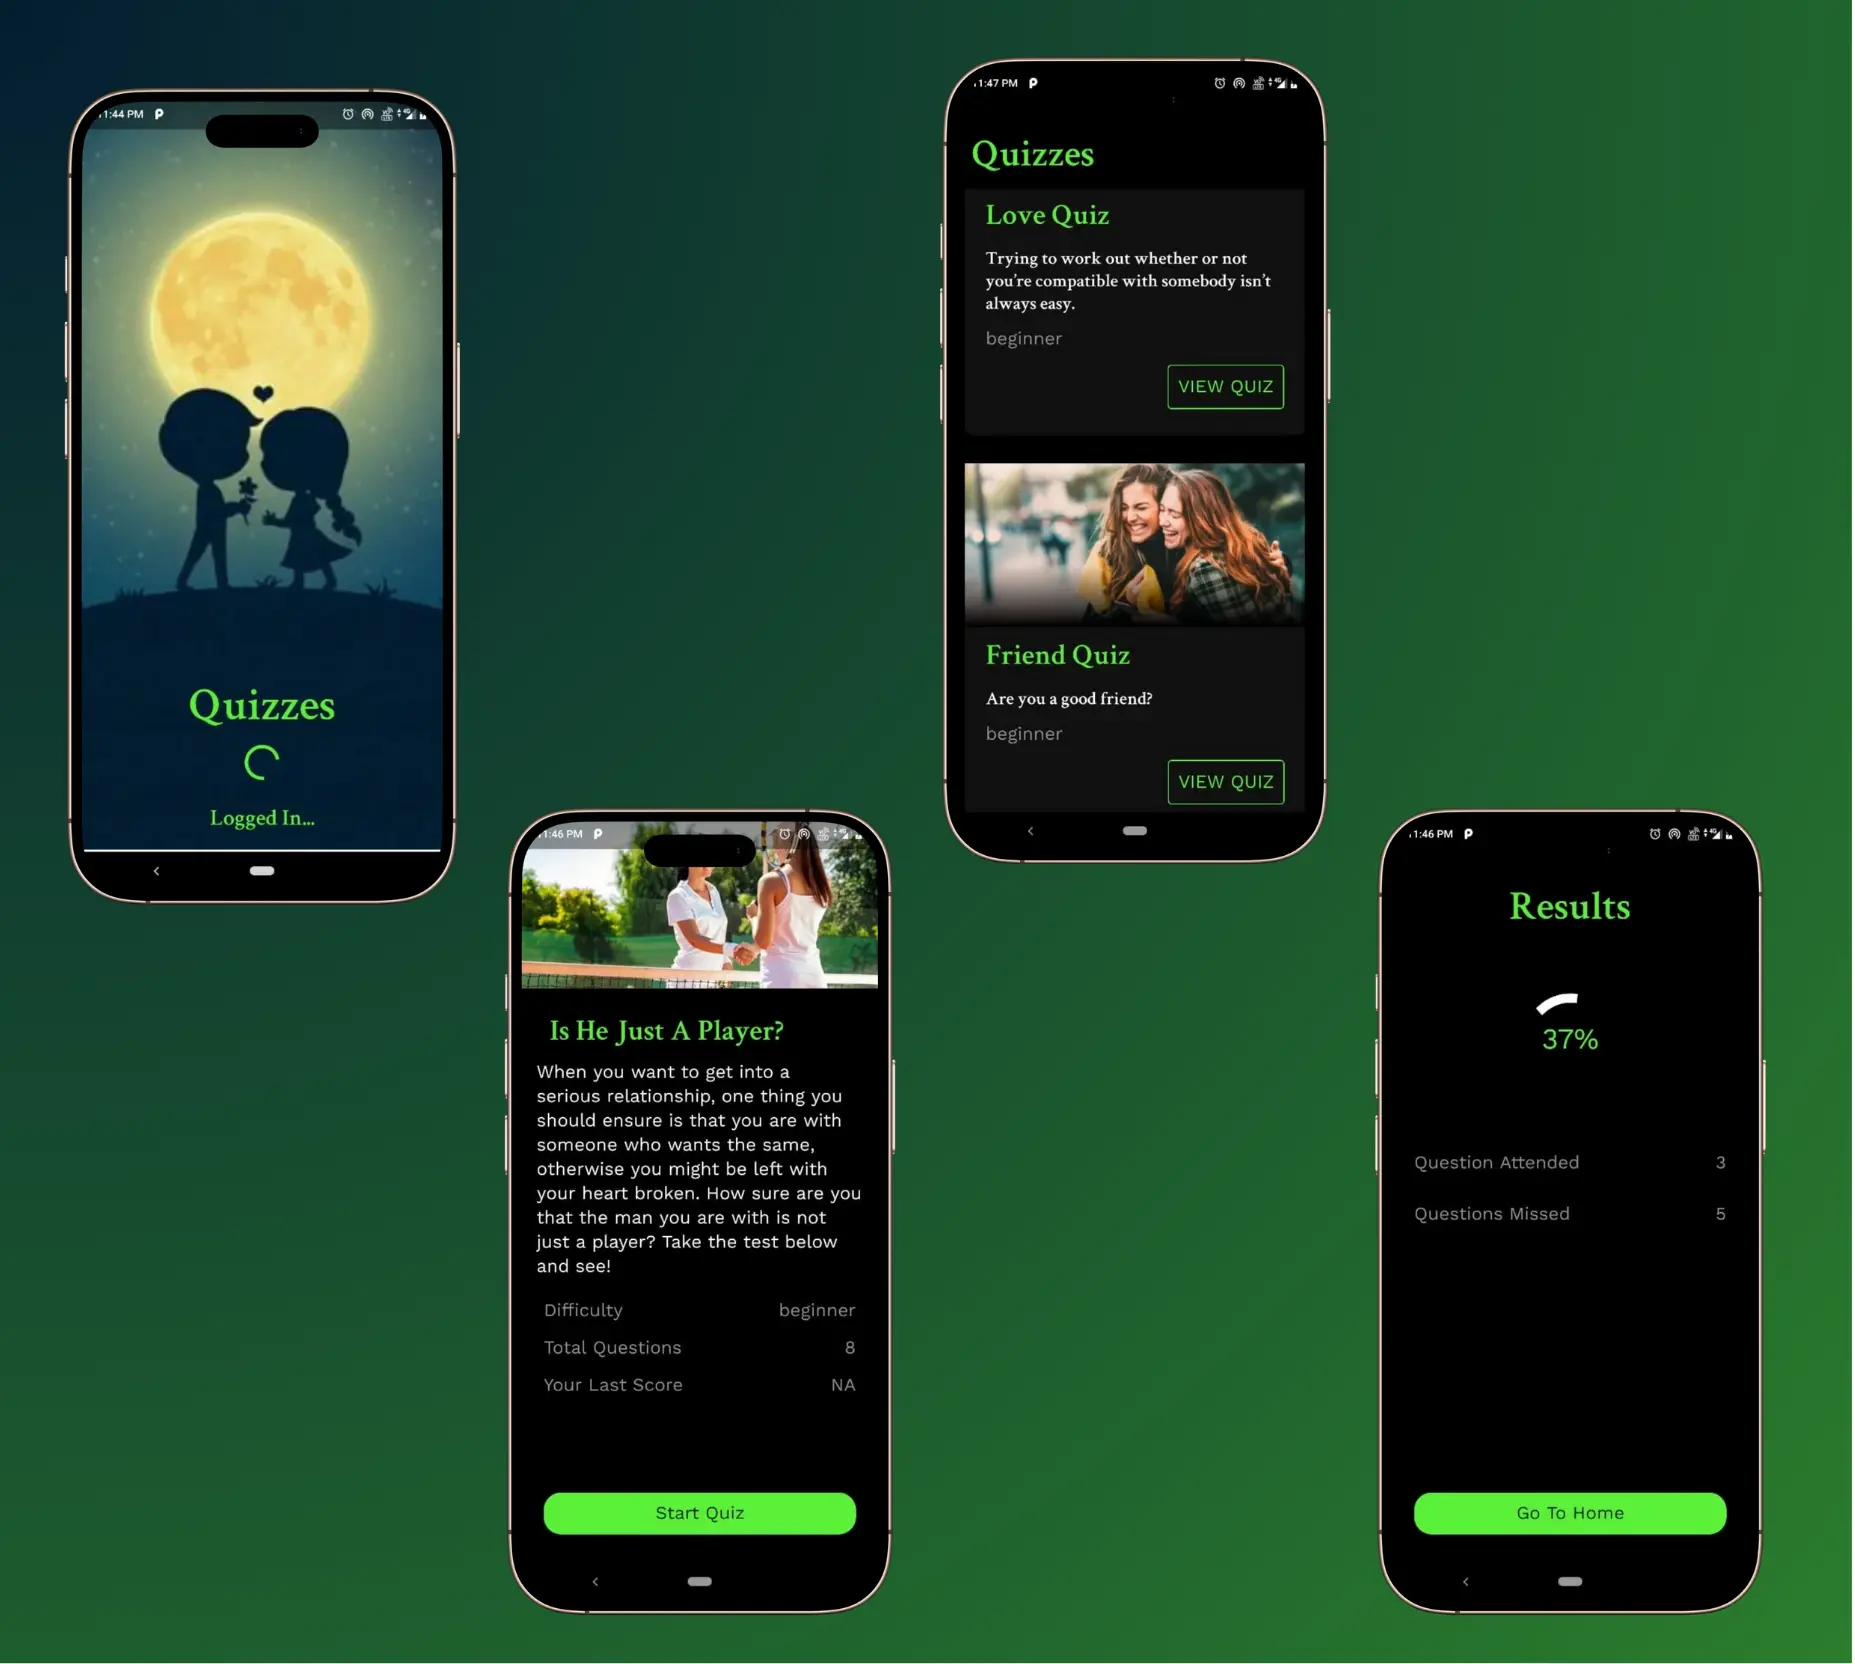 1:44 PM
Quizzes
Logged In...
1:46 PM
Is He Just A Player?
When you want to get into a
serious relationship, one thing you
should ensure is that you are with
someone who wants the same,
otherwise you might be left with
your heart broken. How sure are you
that the man you are with is not
just a player? Take the test below
and see!
Difficulty beginner
Total Questions 8
Your Last Score NA
Start Quiz
1:47 PM
Quizzes
Love Quiz
Trying to work out whether or not
you’re compatible with somebody isn’t
always easy.
beginner
VIEW QUIZ
Friend Quiz
Are you a good friend?
beginner
VIEW QUIZ
1:46 PM
Results
37%
Question Attended 3
Questions Missed 5
Go To Home